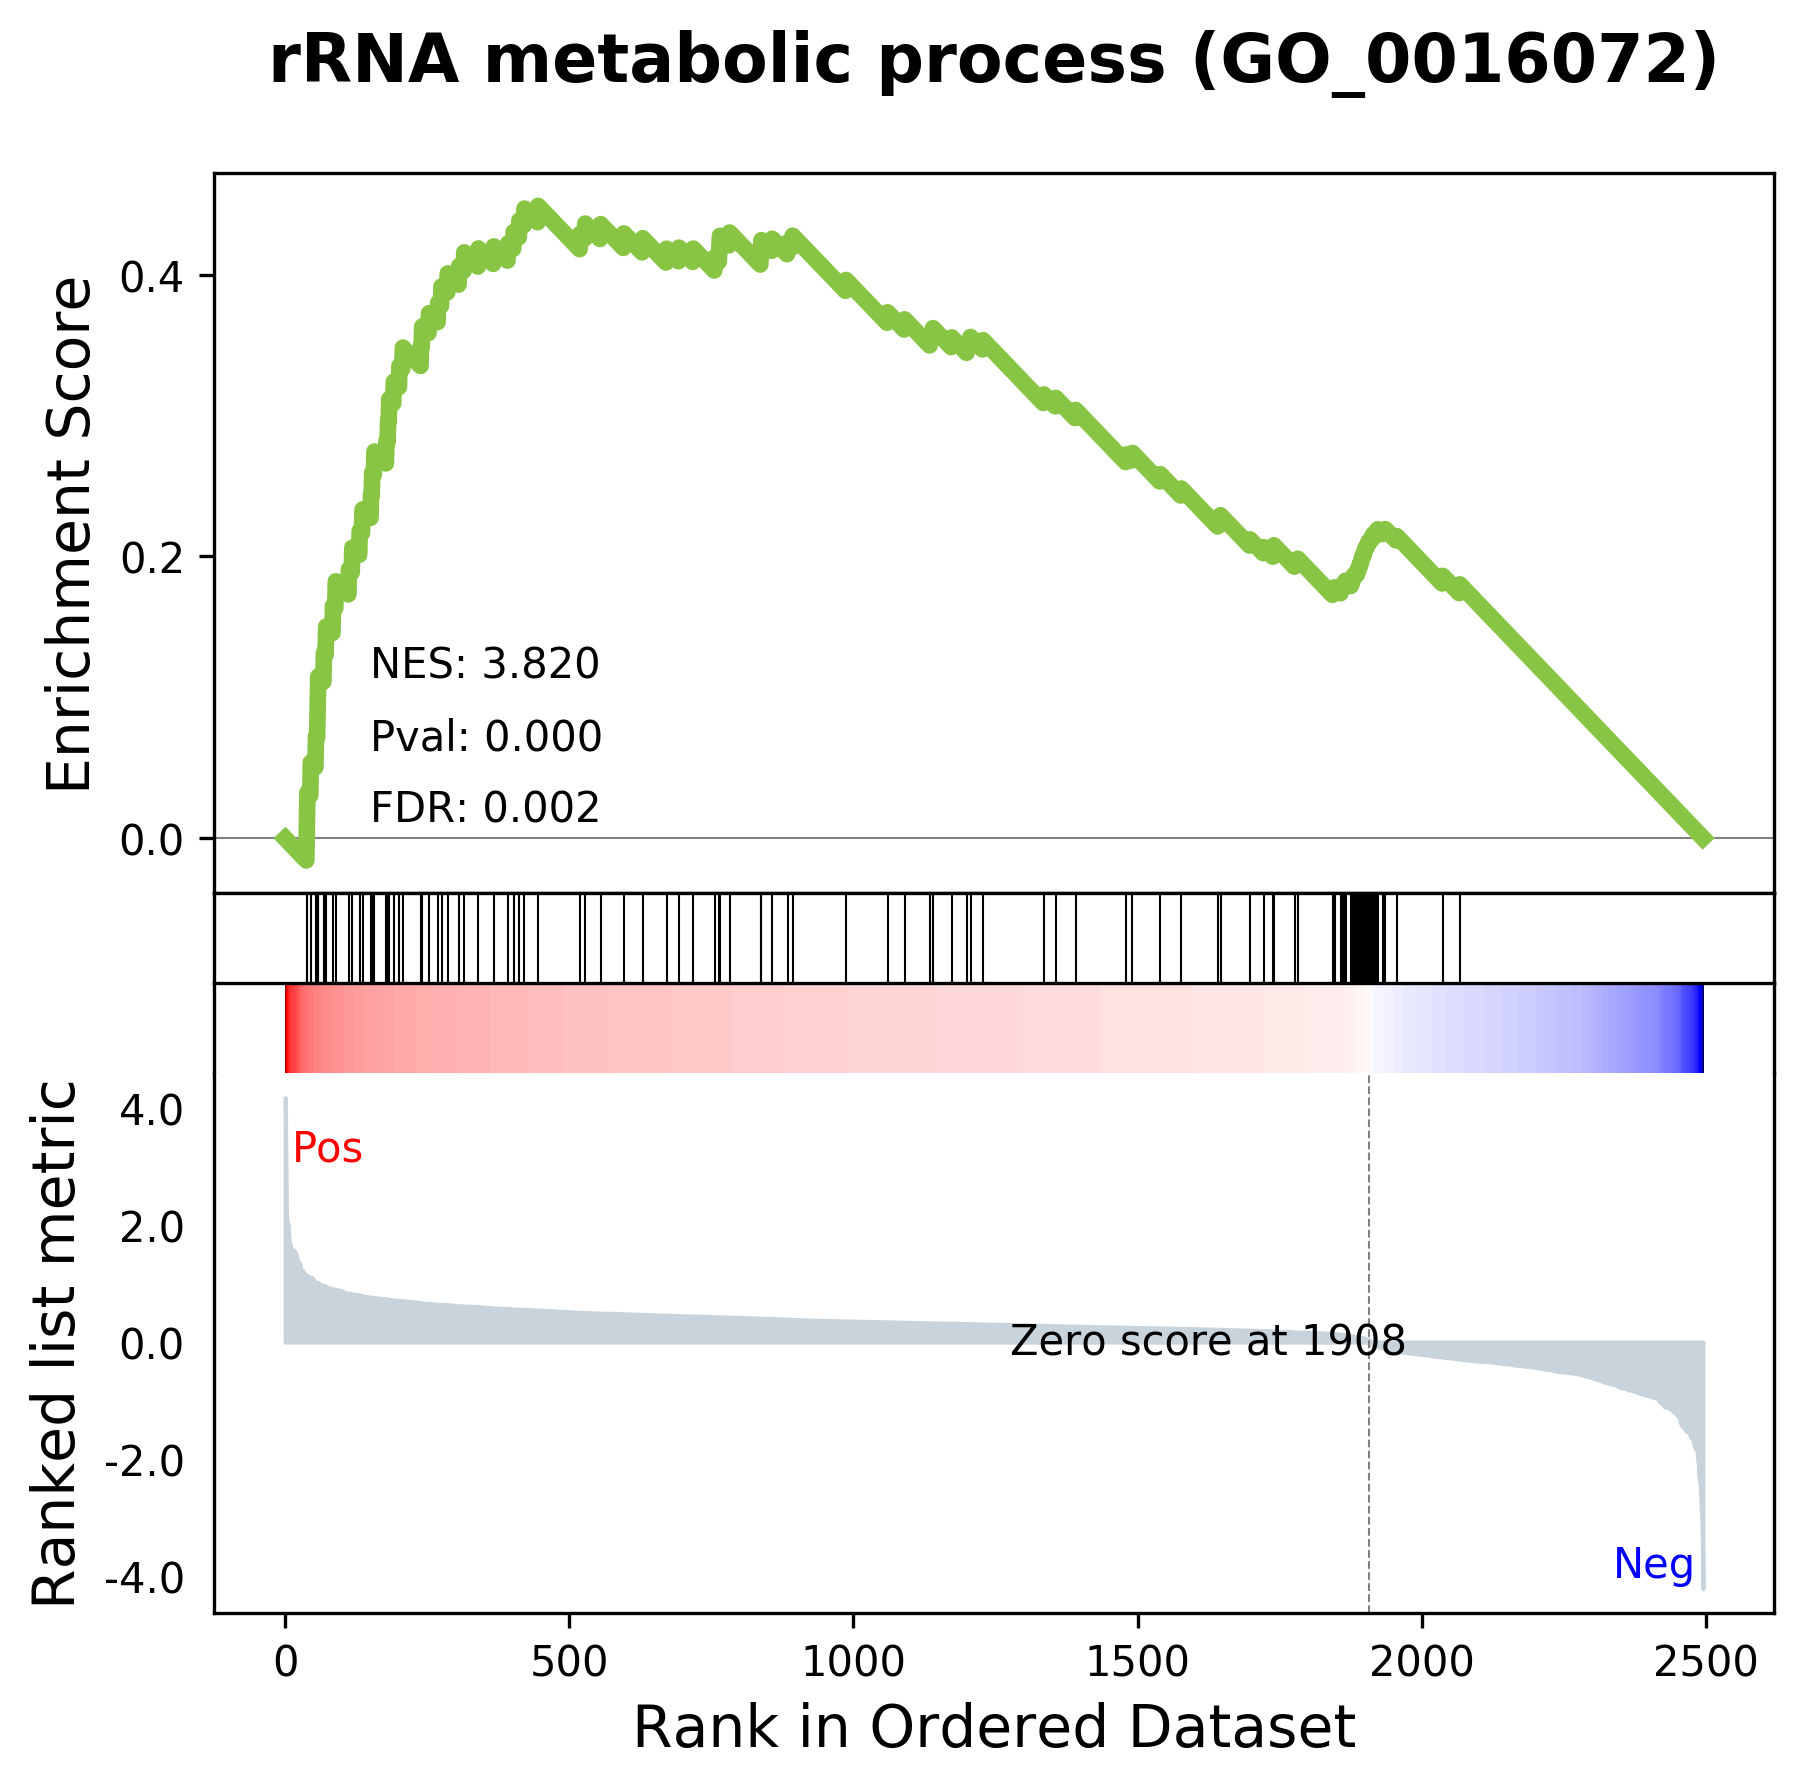 rRNA metabolic process (GO_0016072)
Enrichment Score
0.4
0.2
0.0
NES: 3.820
Pval: 0.000
FDR: 0.002
Ranked list metric
4.0
2.0
0.0
-2.0
-4.0
Pos
Zero score at 1908
Neg
0 500 1000 1500 2000 2500
Rank in Ordered Dataset